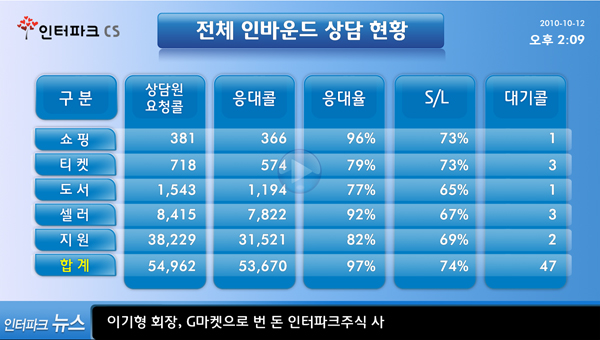 인터파크 CS
전체 인바운드 상담 현황
2010-10-12
오후 2:09
구 분 상담원 요청콜 응대콜 응대율 S/L 대기콜
쇼 핑 381 366 96% 73% 1
티 켓 718 574 79% 73% 3
도 서 1,543 1,194 77% 65% 1
셀 러 8,415 7,822 92% 67% 3
지 원 38,229 31,521 82% 69% 2
합 계 54,962 53,670 97% 74% 47
인터파크 뉴스 이기형 회장, G마켓으로 번 돈 인터파크주식 사